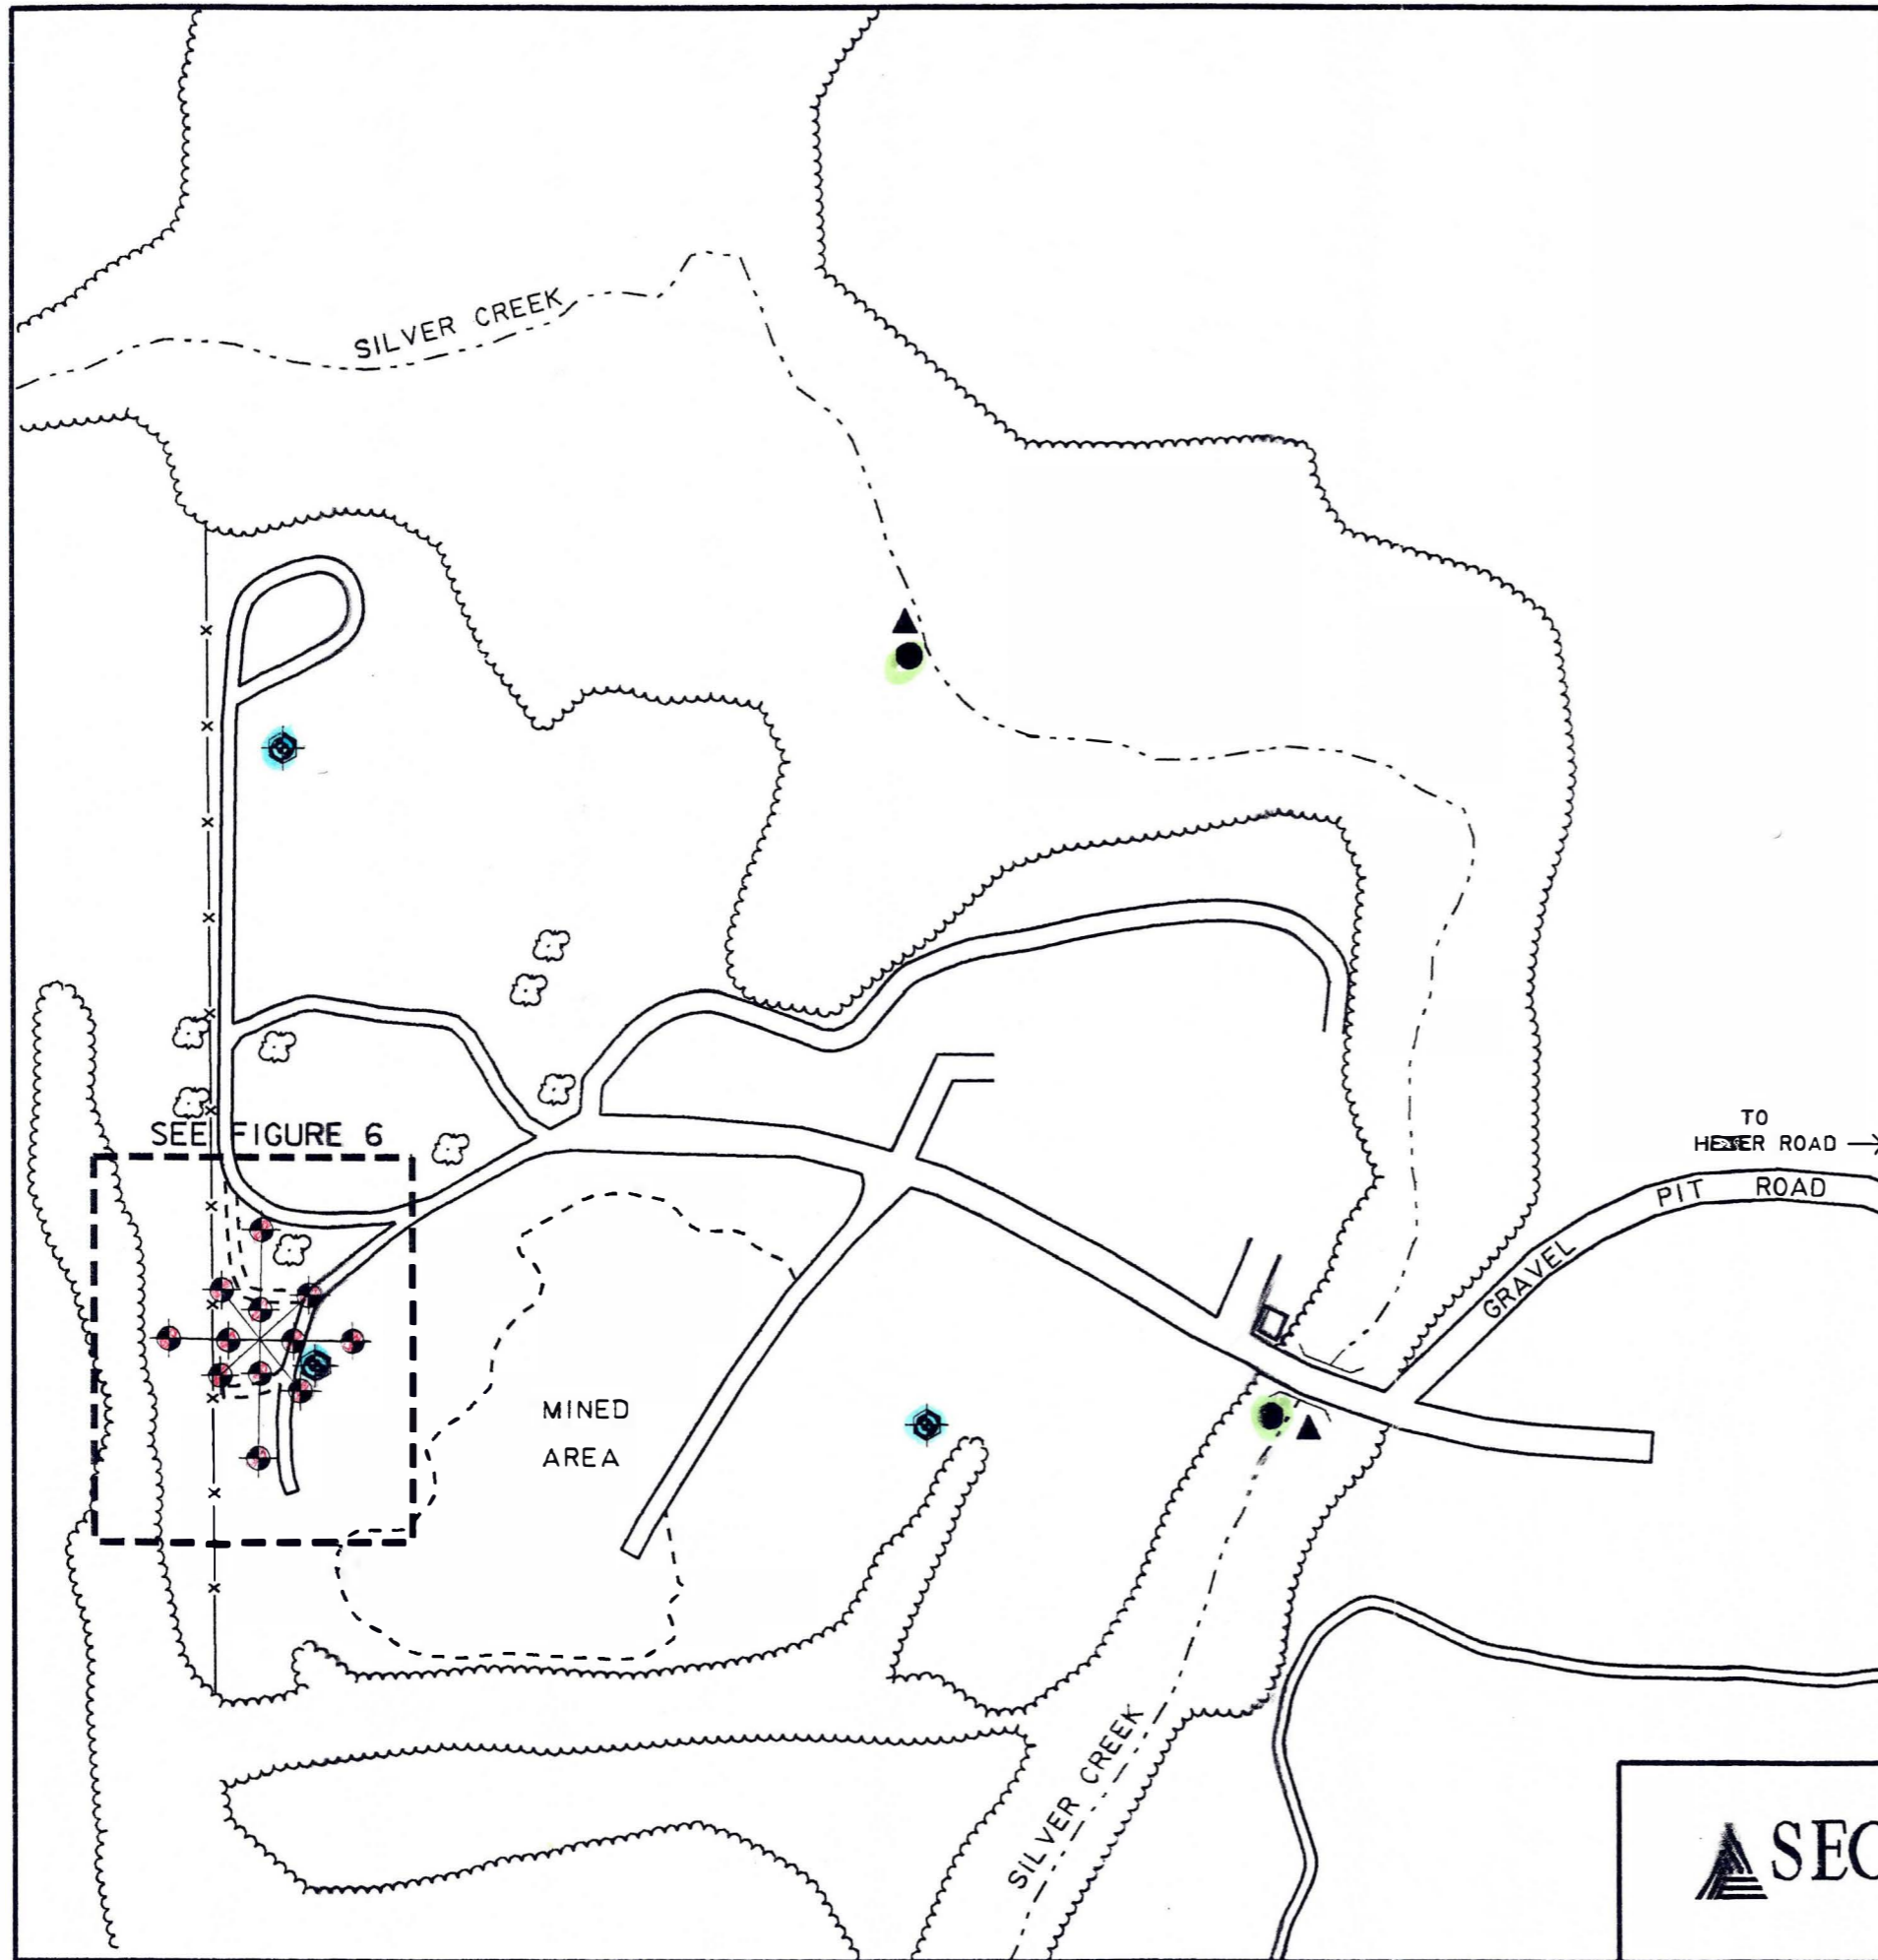 SILVER CREEK
SEE FIGURE 6
TO
ROAD
GRAVEL PIT ROAD
MINED
AREA
SILVER CREEK
SEC